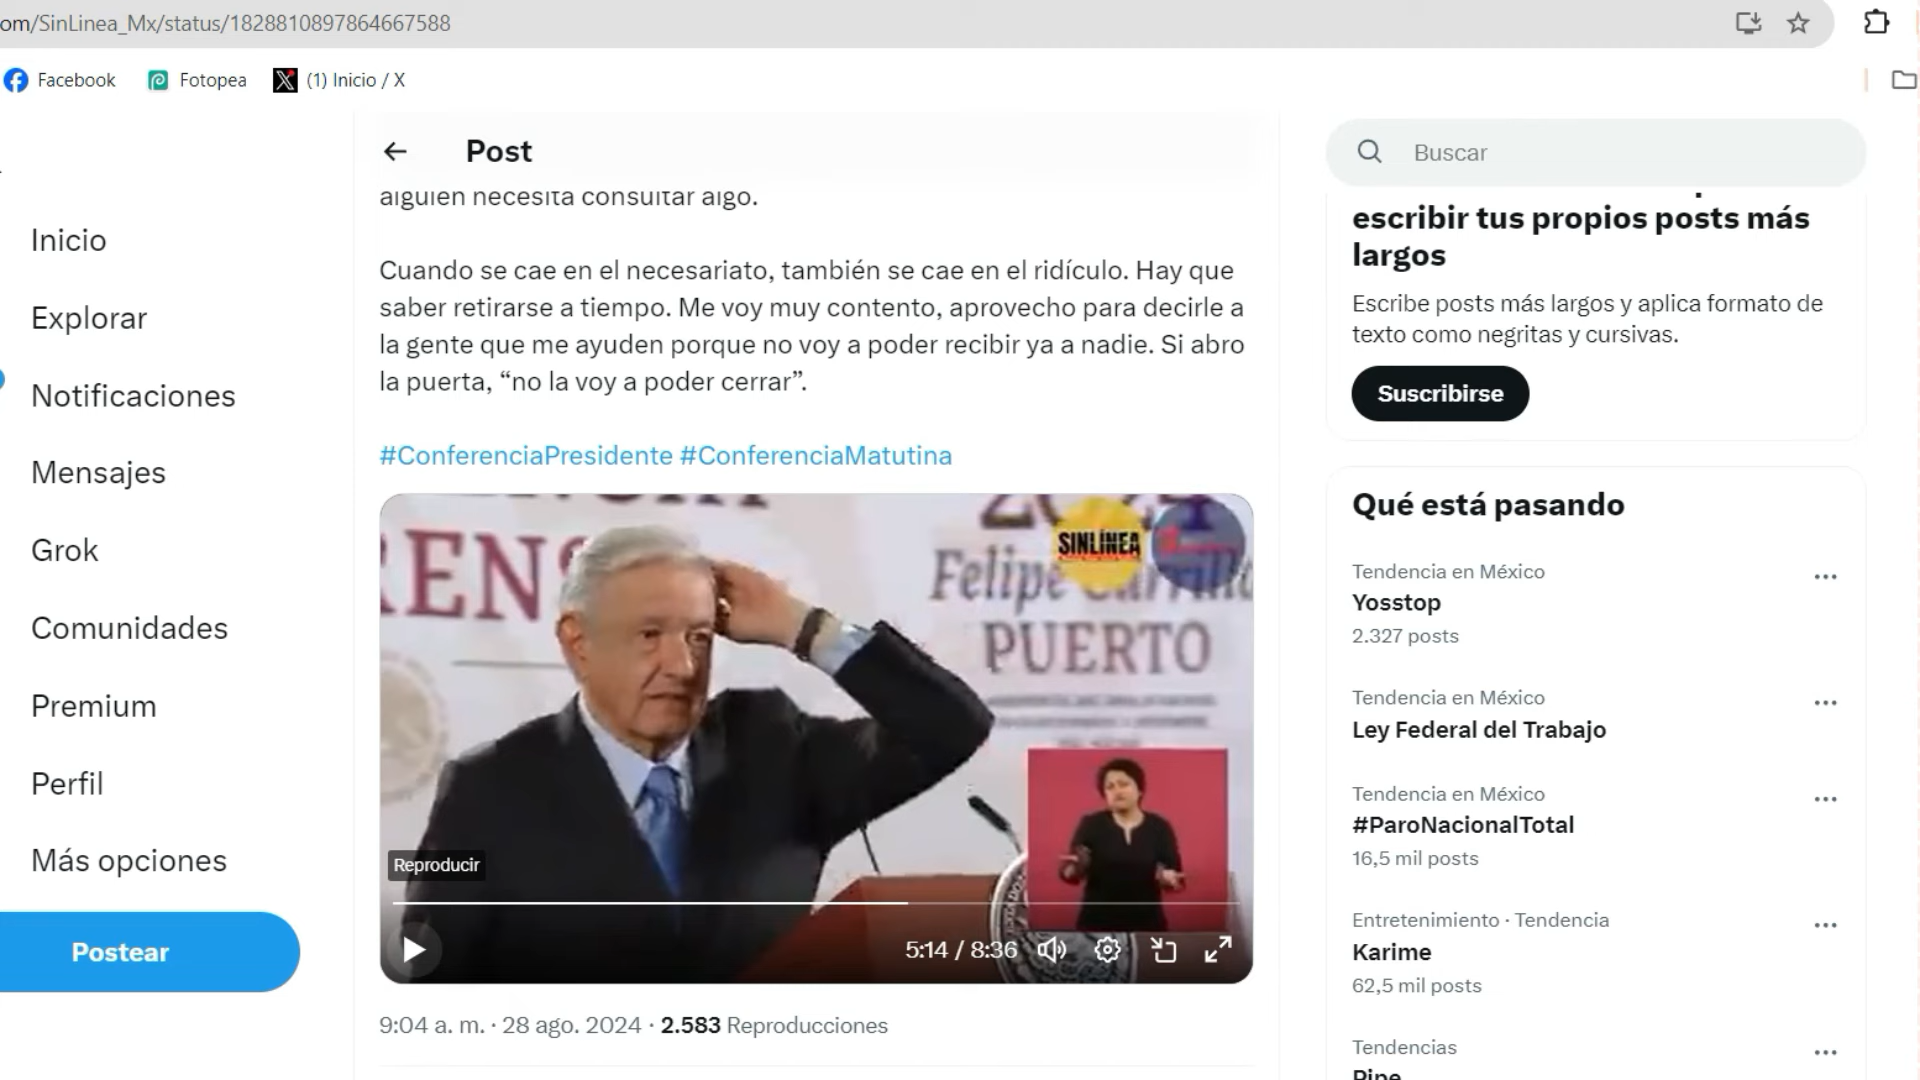 om/SinLinea_Mx/status/1828810897864667588
Facebook
Fotopea
(1) Inicio / X
Inicio
Explorar
Notificaciones
Mensajes
Grok
Comunidades
Premium
Perfil
Más opciones
Postear
Post
alguien necesita consultar algo.
Cuando se cae en el necesariato, también se cae en el ridículo. Hay que
saber retirarse a tiempo. Me voy muy contento, aprovecho para decirle a
la gente que me ayuden porque no voy a poder recibir ya a nadie. Si abro
la puerta, “no la voy a poder cerrar”.
#ConferenciaPresidente #ConferenciaMatutina
RENS
2024
SINLÍNEA
Felipe Carrillo
PUERTO
Reproducir
5:14 / 8:36
9:04 a. m. · 28 ago. 2024 · 2.583 Reproducciones
Buscar
escribir tus propios posts más
largos
Escribe posts más largos y aplica formato de
texto como negritas y cursivas.
Suscribirse
Qué está pasando
Tendencia en México
Yosstop
2.327 posts
Tendencia en México
Ley Federal del Trabajo
Tendencia en México
#ParoNacionalTotal
16,5 mil posts
Entretenimiento · Tendencia
Karime
62,5 mil posts
Tendencias
Pipe